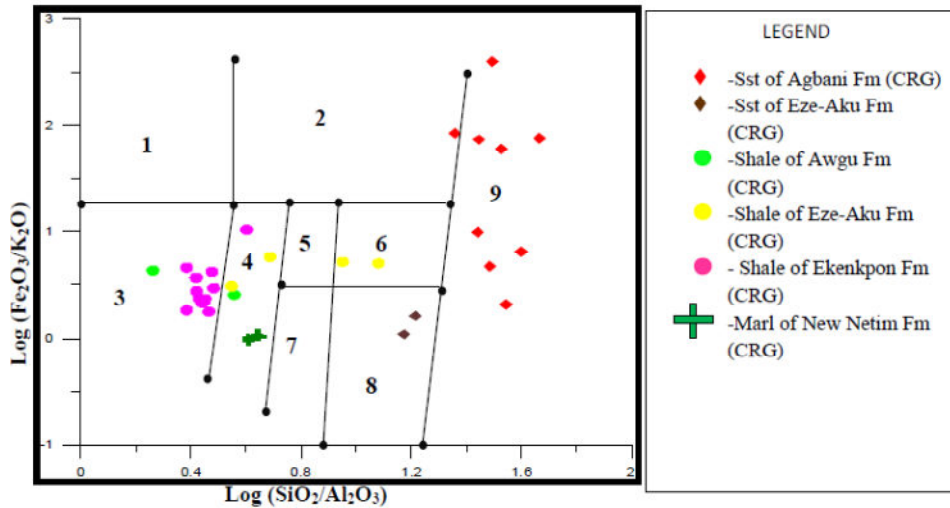 3
2
1
0
-1
Log (Fe₂O₃/K₂O)
1
2
3
4
5
6
7
8
9
0
0.4
0.8
1.2
1.6
2
Log (SiO₂/Al₂O₃)
LEGEND
-Sst of Agbani Fm (CRG)
-Sst of Eze-Aku Fm
(CRG)
-Shale of Awgu Fm
(CRG)
-Shale of Eze-Aku Fm
(CRG)
- Shale of Ekenkpon Fm
(CRG)
-Marl of New Netim Fm
(CRG)